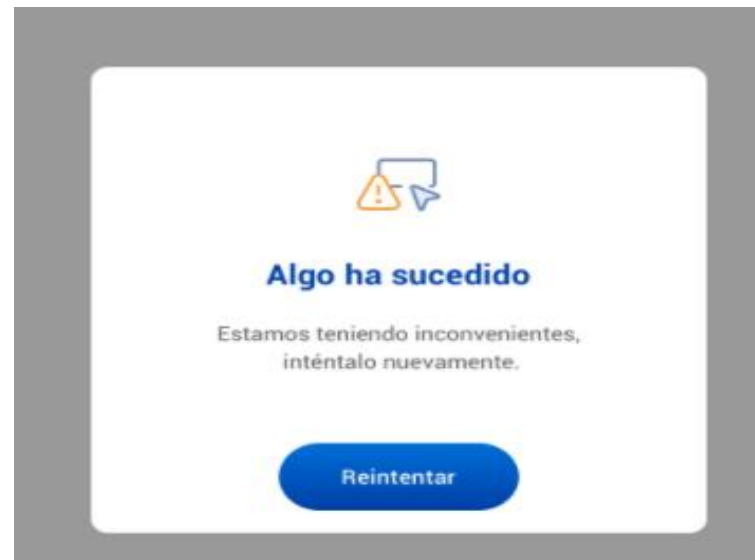 Algo ha sucedido
Estamos teniendo inconvenientes,
inténtalo nuevamente.
Reintentar